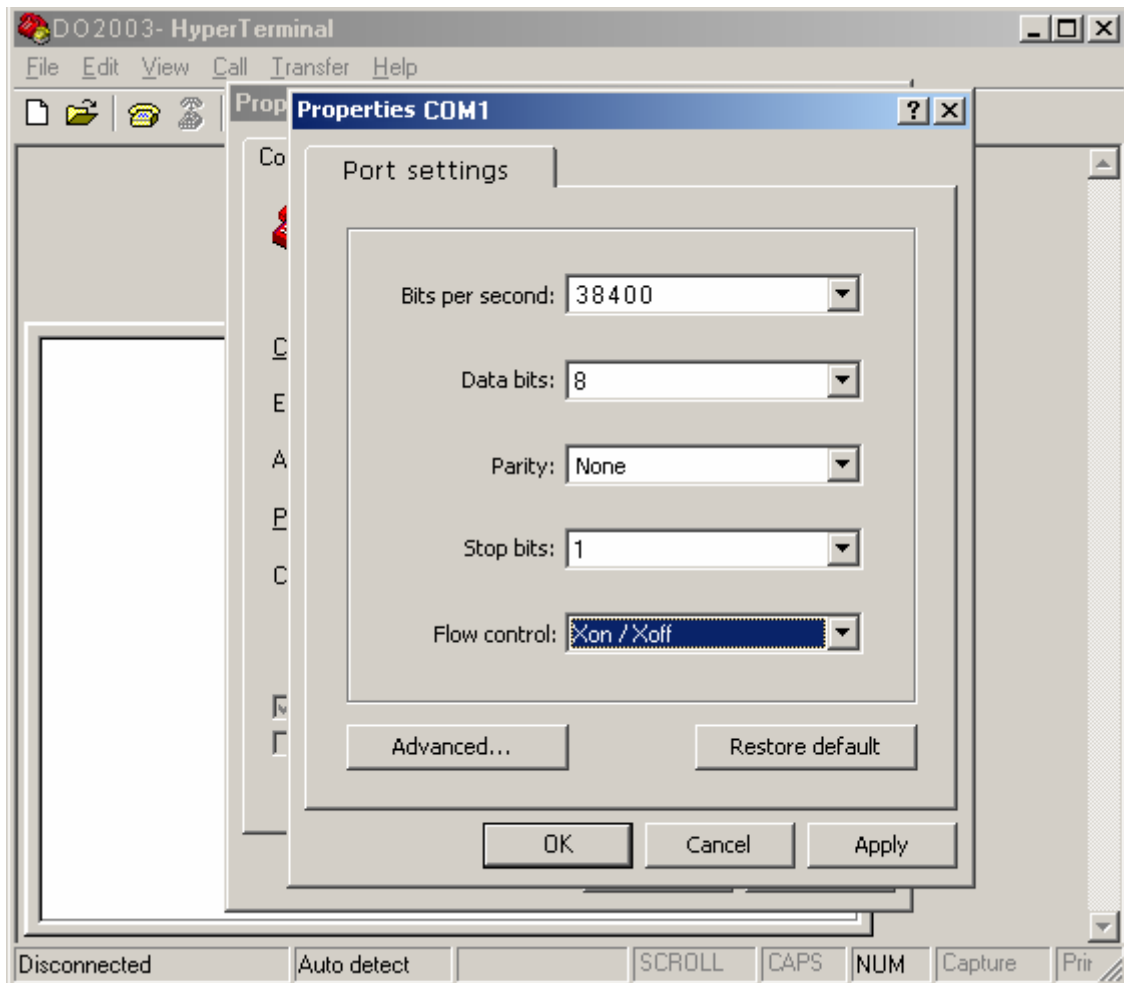 DO2003- HyperTerminal
File Edit View Call Transfer Help
Prop
Properties COM1
Co
Port settings
Bits per second: 38400
C
Data bits: 8
E
A
Parity: None
P
Stop bits: 1
C
Flow control: Xon / Xoff
Advanced...
Restore default
OK
Cancel
Apply
Disconnected
Auto detect
SCROLL
CAPS
NUM
Capture
Prir